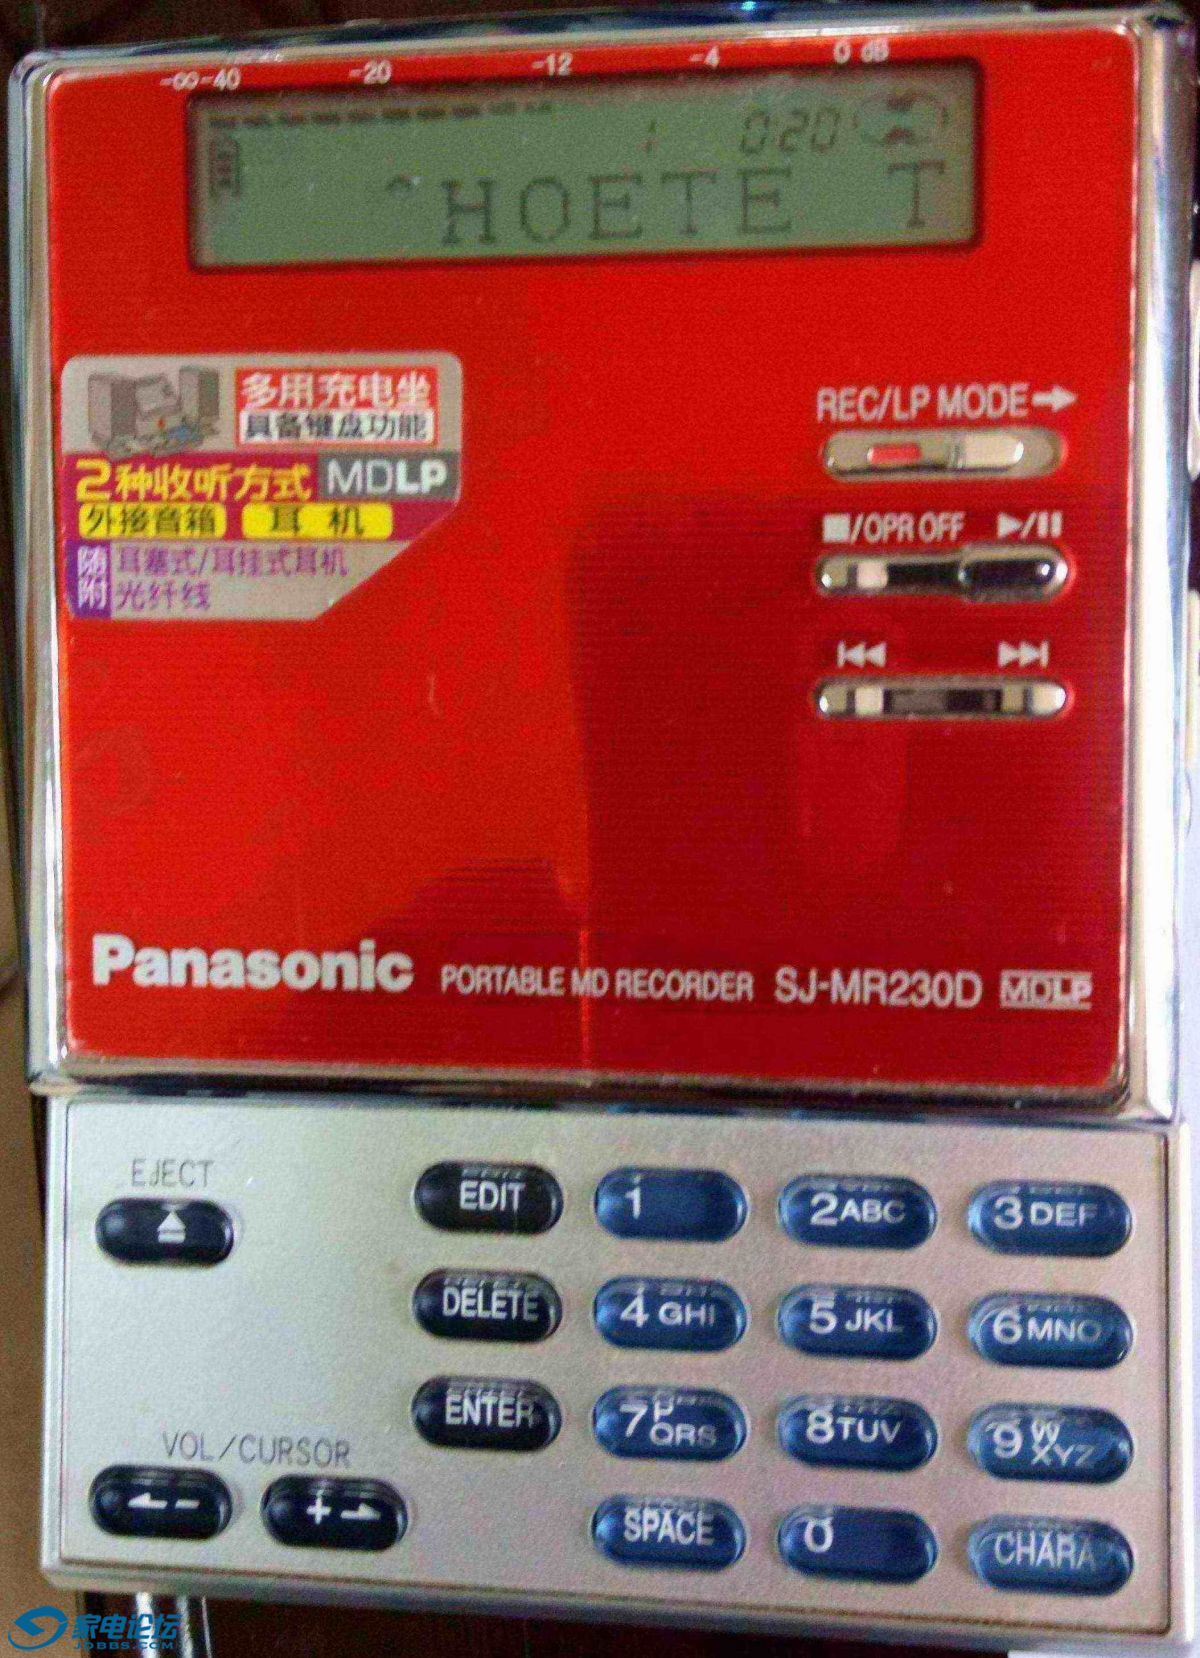 -∞-40 -20 -12 -4 0 dB
1 0:20
HOETE T
多用充电坐
具备键盘功能
2种收听方式 MDLP
外接音箱 耳机
随附 耳塞式/耳挂式耳机
光纤线
REC/LP MODE➡
■/OPR OFF ▶/❚❚
Panasonic PORTABLE MD RECORDER SJ-MR230D MDLP
EJECT
EDIT 1 2ABC 3DEF
DELETE 4GHI 5JKL 6MNO
ENTER 7PQRS 8TUV 9WXYZ
VOL/CURSOR
- + SPACE 0 CHARA
家电论坛
JDBBS.COM